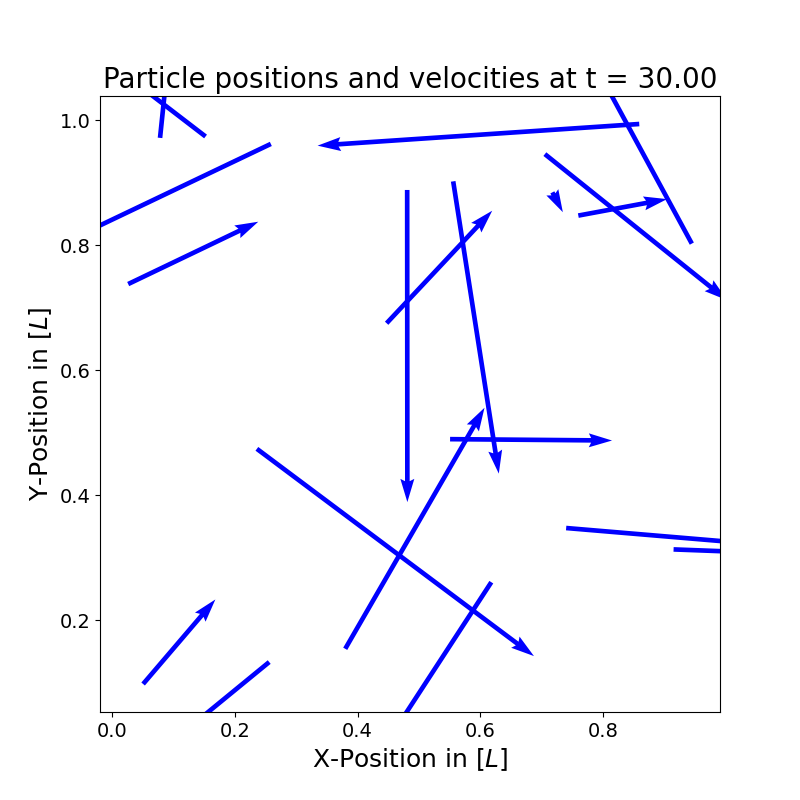 Particle positions and velocities at t = 30.00
1.0
0.8
0.6
0.4
0.2
Y-Position in [L]
0.0 0.2 0.4 0.6 0.8
X-Position in [L]